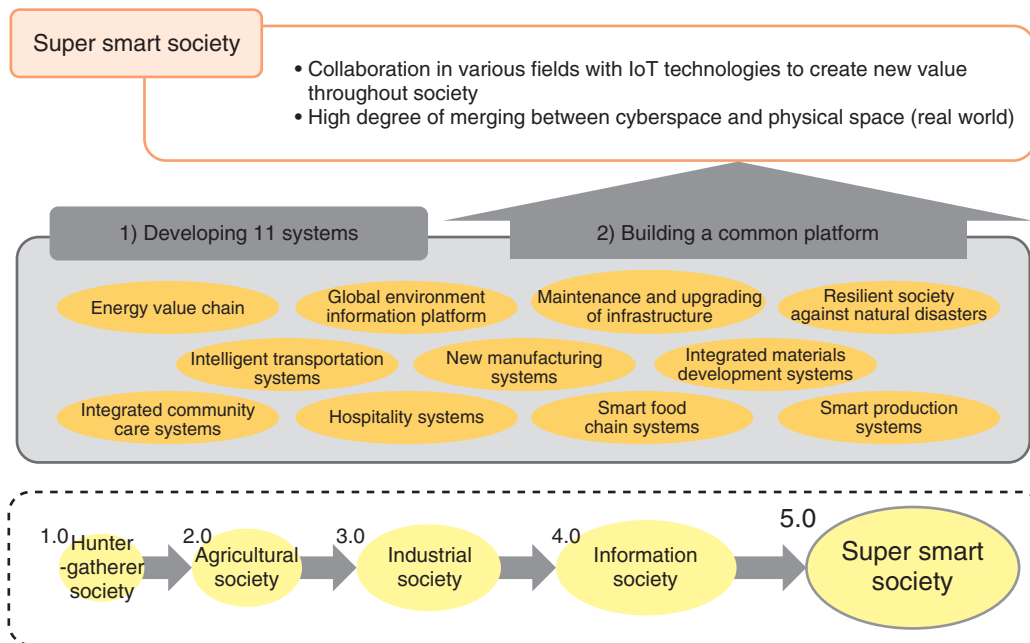 Super smart society
• Collaboration in various fields with IoT technologies to create new value
throughout society
• High degree of merging between cyberspace and physical space (real world)
1) Developing 11 systems
2) Building a common platform
Energy value chain
Global environment
information platform
Maintenance and upgrading
of infrastructure
Resilient society
against natural disasters
Intelligent transportation
systems
New manufacturing
systems
Integrated materials
development systems
Integrated community
care systems
Hospitality systems
Smart food
chain systems
Smart production
systems
1.0
Hunter
-gatherer
society
2.0
Agricultural
society
3.0
Industrial
society
4.0
Information
society
5.0
Super smart
society